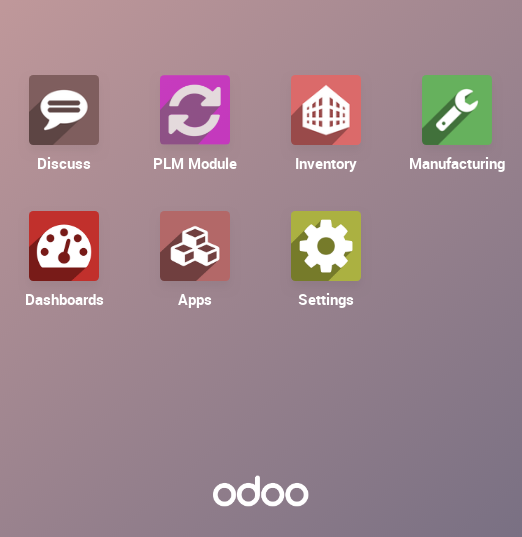 Discuss
PLM Module
Inventory
Manufacturing
Dashboards
Apps
Settings
odoo